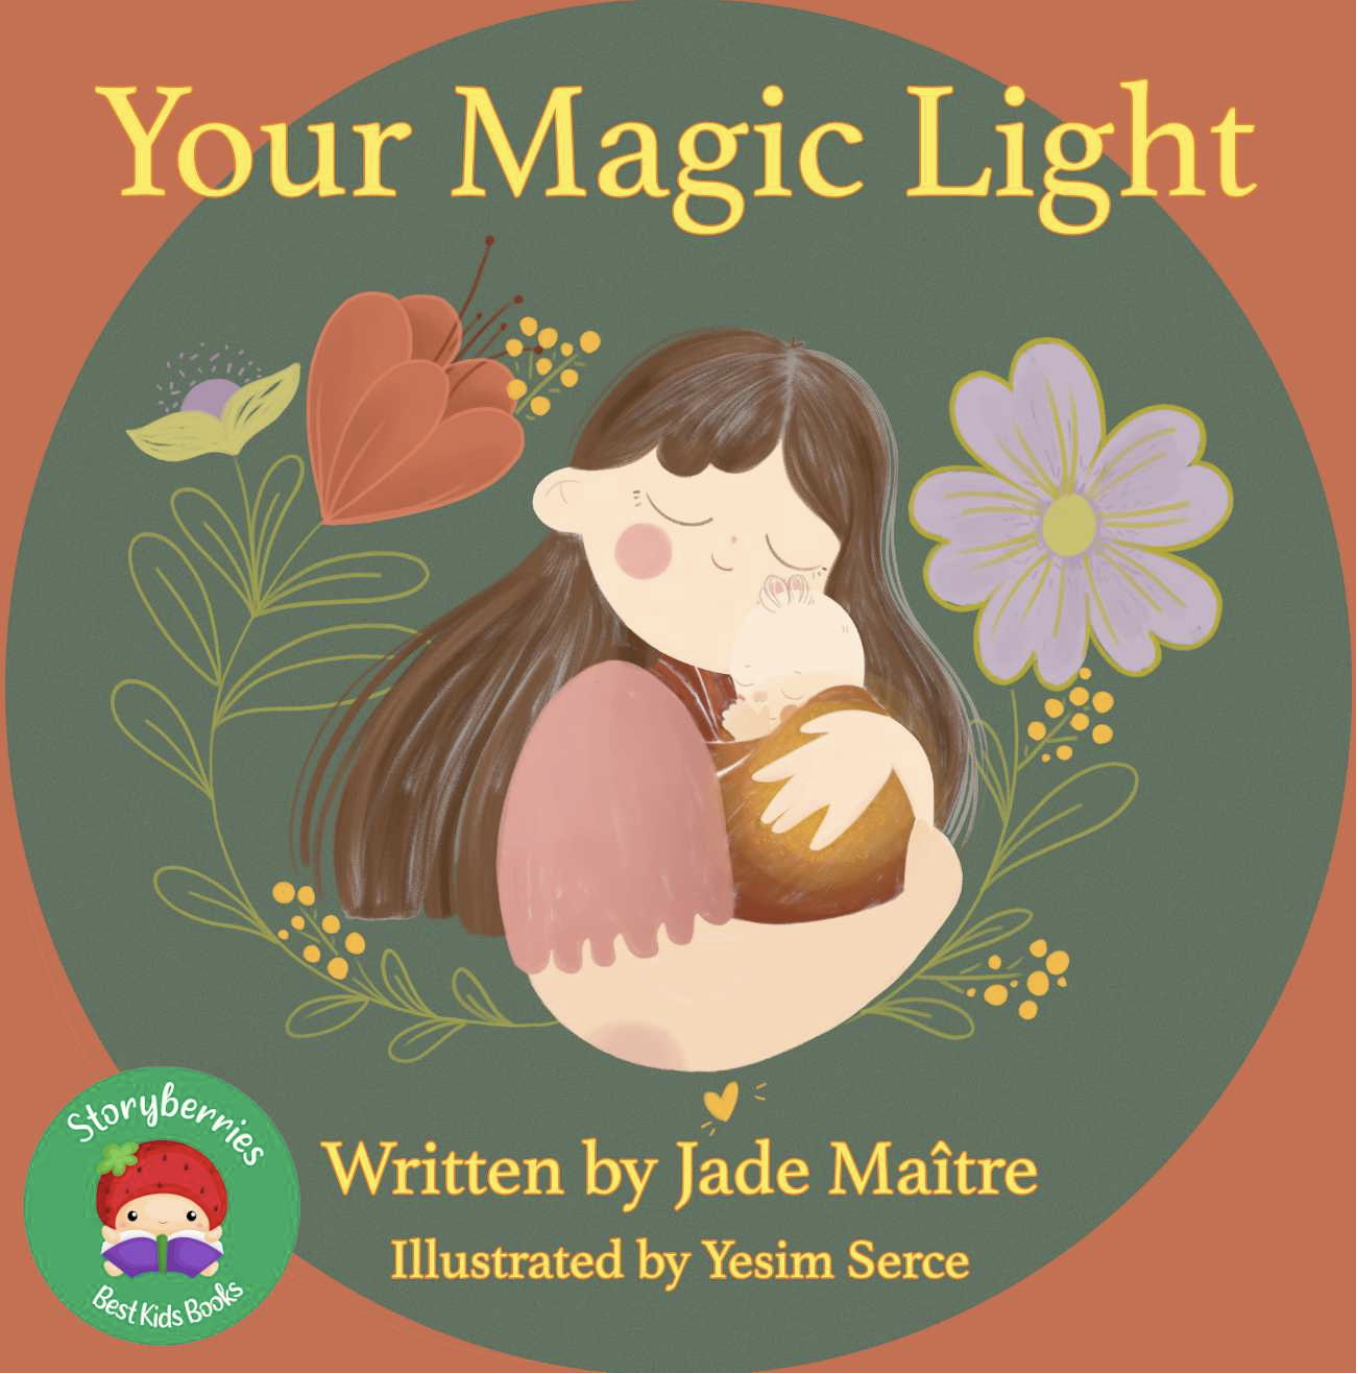 Your Magic Light
Storyberries
Best Kids Books
Written by Jade Maître
Illustrated by Yesim Serce